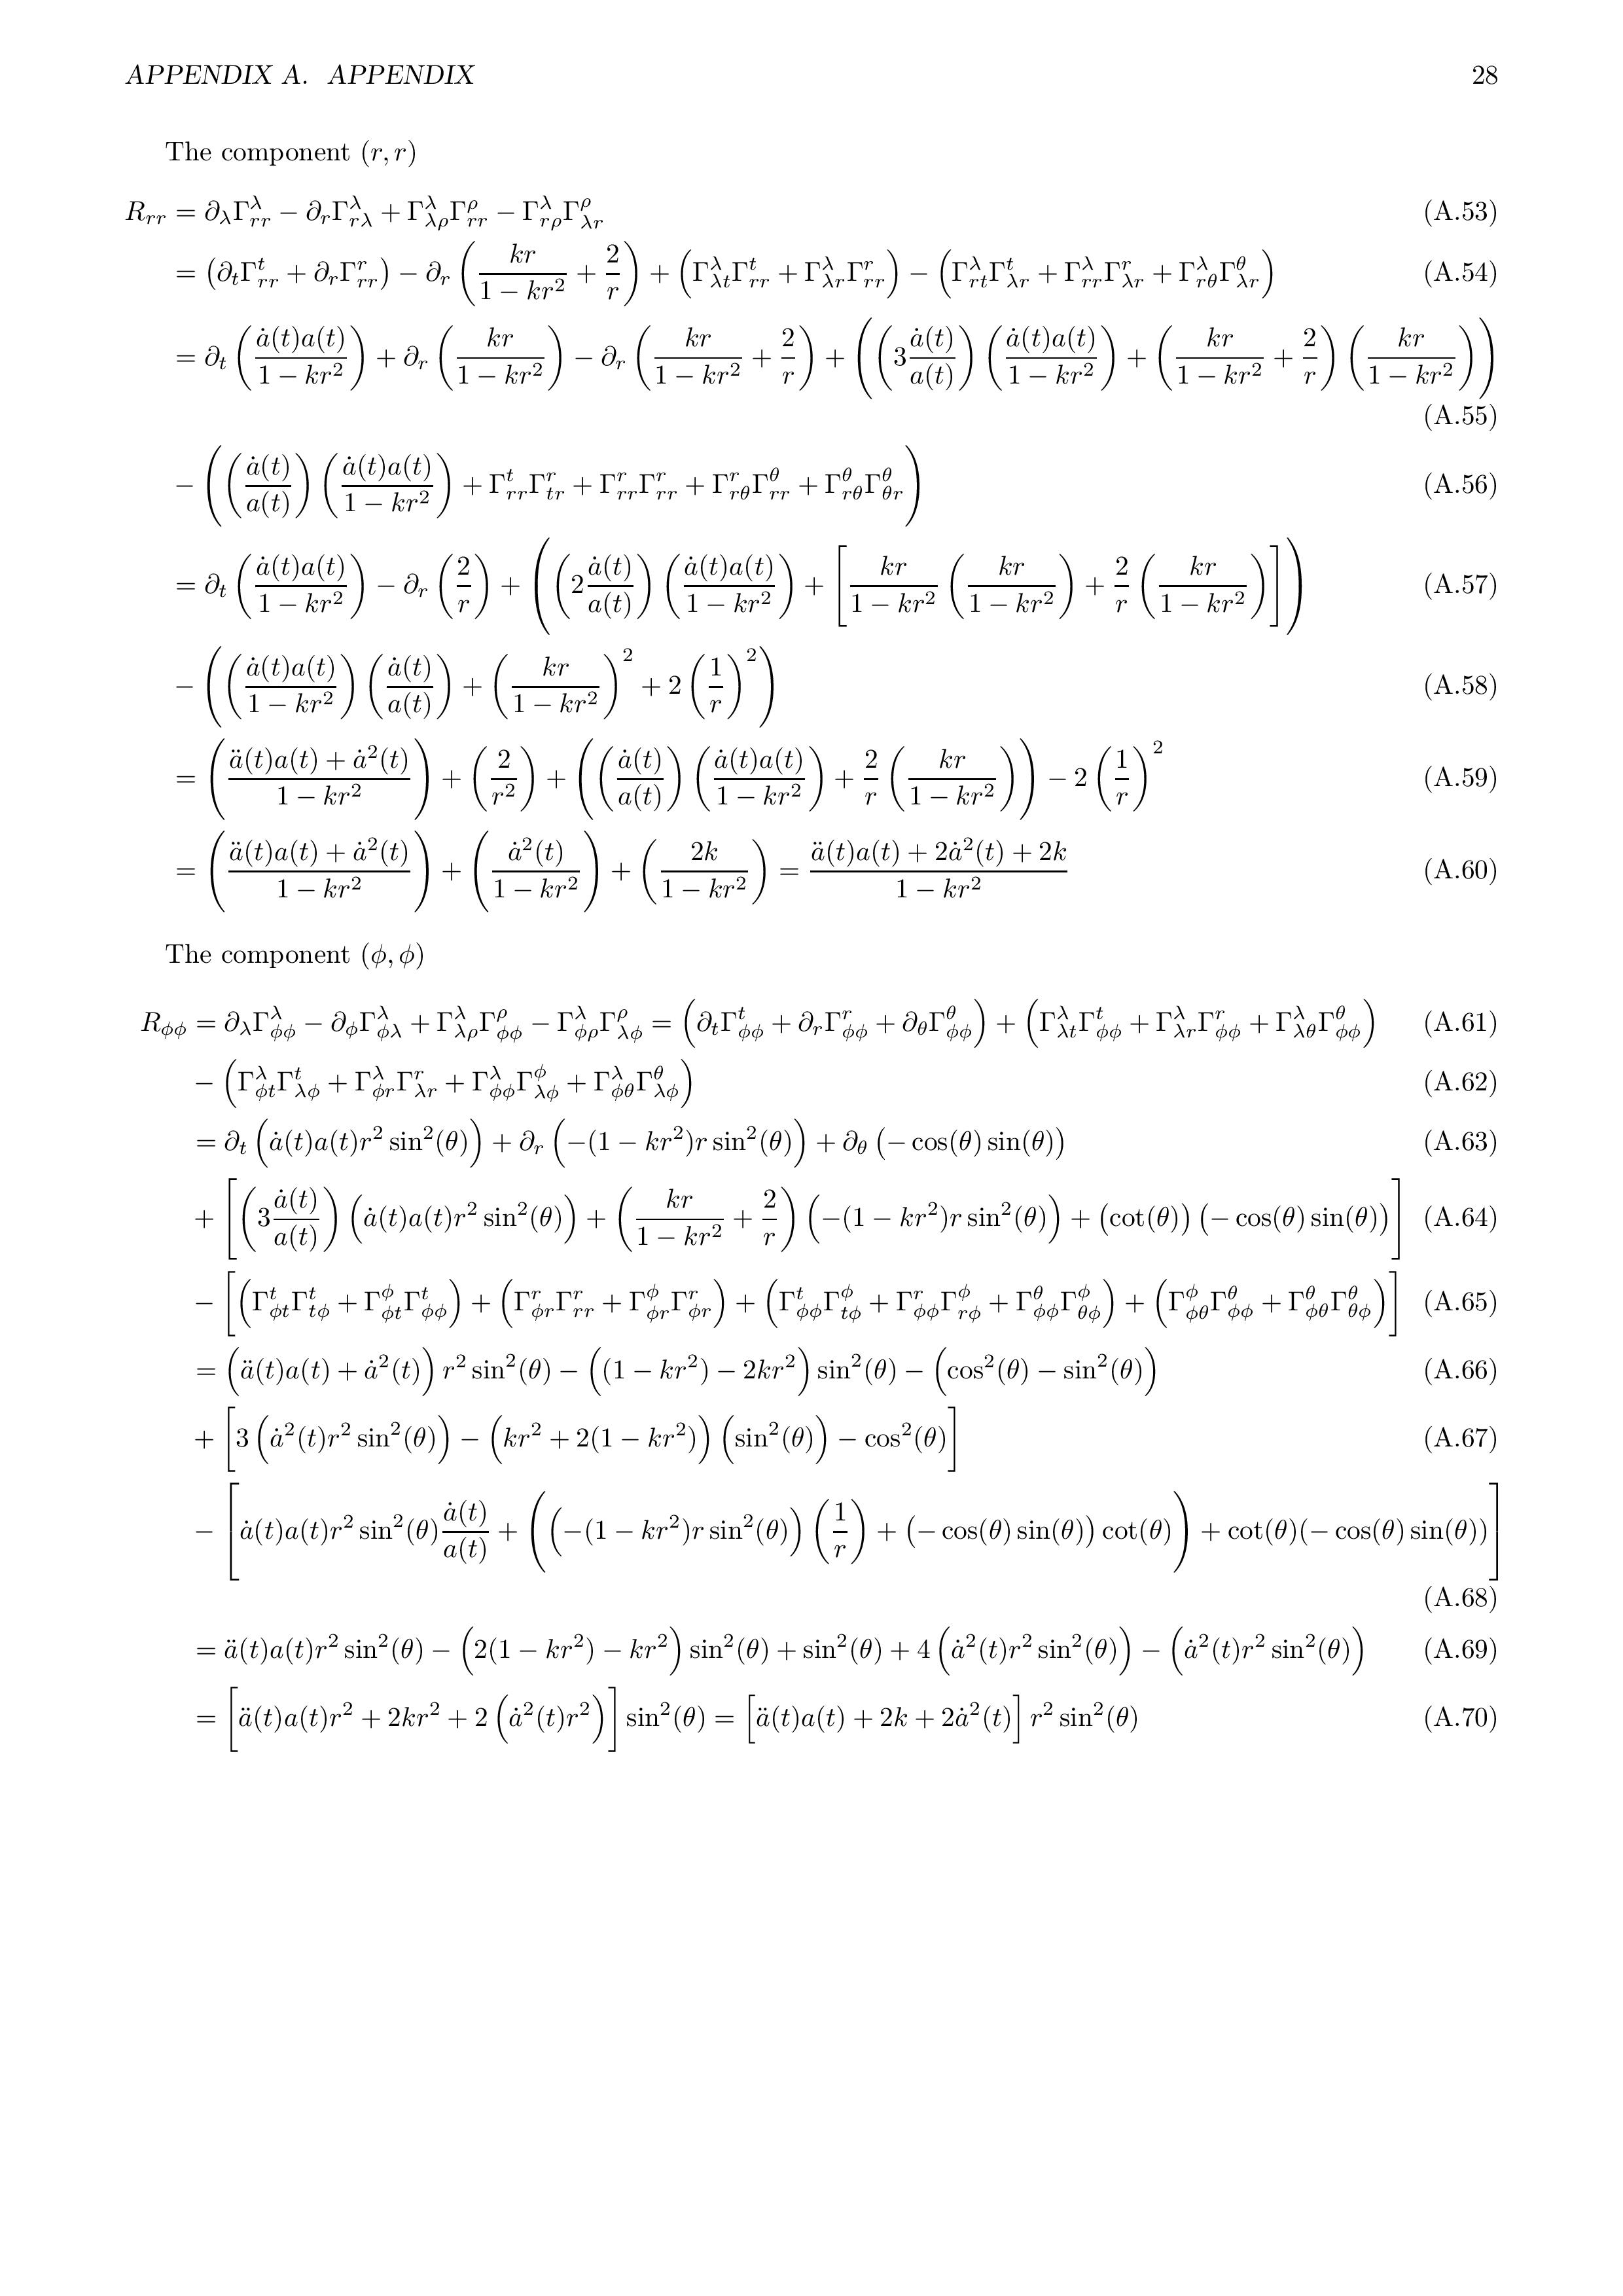 APPENDIX A. APPENDIX 28
The component $(r, r)$
$R_{rr} = \partial_\lambda \Gamma^\lambda_{rr} - \partial_r \Gamma^\lambda_{r\lambda} + \Gamma^\lambda_{\lambda\rho}\Gamma^\rho_{rr} - \Gamma^\lambda_{r\rho}\Gamma^\rho_{\lambda r}$ (A.53)
$= \left(\partial_t \Gamma^t_{rr} + \partial_r \Gamma^r_{rr}\right) - \partial_r\left(\frac{kr}{1-kr^2} + \frac{2}{r}\right) + \left(\Gamma^\lambda_{\lambda t}\Gamma^t_{rr} + \Gamma^\lambda_{\lambda r}\Gamma^r_{rr}\right) - \left(\Gamma^\lambda_{rt}\Gamma^t_{\lambda r} + \Gamma^\lambda_{rr}\Gamma^r_{\lambda r} + \Gamma^\lambda_{r\theta}\Gamma^\theta_{\lambda r}\right)$ (A.54)
$= \partial_t\left(\frac{\dot{a}(t)a(t)}{1-kr^2}\right) + \partial_r\left(\frac{kr}{1-kr^2}\right) - \partial_r\left(\frac{kr}{1-kr^2} + \frac{2}{r}\right) + \left(\left(3\frac{\dot{a}(t)}{a(t)}\right)\left(\frac{\dot{a}(t)a(t)}{1-kr^2}\right) + \left(\frac{kr}{1-kr^2} + \frac{2}{r}\right)\left(\frac{kr}{1-kr^2}\right)\right)$
(A.55)
$- \left(\left(\frac{\dot{a}(t)}{a(t)}\right)\left(\frac{\dot{a}(t)a(t)}{1-kr^2}\right) + \Gamma^t_{rr}\Gamma^r_{tr} + \Gamma^r_{rr}\Gamma^r_{rr} + \Gamma^r_{r\theta}\Gamma^\theta_{rr} + \Gamma^\theta_{r\theta}\Gamma^\theta_{\theta r}\right)$ (A.56)
$= \partial_t\left(\frac{\dot{a}(t)a(t)}{1-kr^2}\right) - \partial_r\left(\frac{2}{r}\right) + \left(\left(2\frac{\dot{a}(t)}{a(t)}\right)\left(\frac{\dot{a}(t)a(t)}{1-kr^2}\right) + \left[\frac{kr}{1-kr^2}\left(\frac{kr}{1-kr^2}\right) + \frac{2}{r}\left(\frac{kr}{1-kr^2}\right)\right]\right)$ (A.57)
$- \left(\left(\frac{\dot{a}(t)a(t)}{1-kr^2}\right)\left(\frac{\dot{a}(t)}{a(t)}\right) + \left(\frac{kr}{1-kr^2}\right)^2 + 2\left(\frac{1}{r}\right)^2\right)$ (A.58)
$= \left(\frac{\ddot{a}(t)a(t) + \dot{a}^2(t)}{1-kr^2}\right) + \left(\frac{2}{r^2}\right) + \left(\left(\frac{\dot{a}(t)}{a(t)}\right)\left(\frac{\dot{a}(t)a(t)}{1-kr^2}\right) + \frac{2}{r}\left(\frac{kr}{1-kr^2}\right)\right) - 2\left(\frac{1}{r}\right)^2$ (A.59)
$= \left(\frac{\ddot{a}(t)a(t) + \dot{a}^2(t)}{1-kr^2}\right) + \left(\frac{\dot{a}^2(t)}{1-kr^2}\right) + \left(\frac{2k}{1-kr^2}\right) = \frac{\ddot{a}(t)a(t) + 2\dot{a}^2(t) + 2k}{1-kr^2}$ (A.60)
The component $(\phi, \phi)$
$R_{\phi\phi} = \partial_\lambda \Gamma^\lambda_{\phi\phi} - \partial_\phi \Gamma^\lambda_{\phi\lambda} + \Gamma^\lambda_{\lambda\rho}\Gamma^\rho_{\phi\phi} - \Gamma^\lambda_{\phi\rho}\Gamma^\rho_{\lambda\phi} = \left(\partial_t \Gamma^t_{\phi\phi} + \partial_r \Gamma^r_{\phi\phi} + \partial_\theta \Gamma^\theta_{\phi\phi}\right) + \left(\Gamma^\lambda_{\lambda t}\Gamma^t_{\phi\phi} + \Gamma^\lambda_{\lambda r}\Gamma^r_{\phi\phi} + \Gamma^\lambda_{\lambda\theta}\Gamma^\theta_{\phi\phi}\right)$ (A.61)
$- \left(\Gamma^\lambda_{\phi t}\Gamma^t_{\lambda\phi} + \Gamma^\lambda_{\phi r}\Gamma^r_{\lambda r} + \Gamma^\lambda_{\phi\phi}\Gamma^\phi_{\lambda\phi} + \Gamma^\lambda_{\phi\theta}\Gamma^\theta_{\lambda\phi}\right)$ (A.62)
$= \partial_t\left(\dot{a}(t)a(t)r^2\sin^2(\theta)\right) + \partial_r\left(-(1-kr^2)r\sin^2(\theta)\right) + \partial_\theta\left(-\cos(\theta)\sin(\theta)\right)$ (A.63)
$+ \left[\left(3\frac{\dot{a}(t)}{a(t)}\right)\left(\dot{a}(t)a(t)r^2\sin^2(\theta)\right) + \left(\frac{kr}{1-kr^2} + \frac{2}{r}\right)\left(-(1-kr^2)r\sin^2(\theta)\right) + \left(\cot(\theta)\right)\left(-\cos(\theta)\sin(\theta)\right)\right]$ (A.64)
$- \left[\left(\Gamma^t_{\phi t}\Gamma^t_{t\phi} + \Gamma^\phi_{\phi t}\Gamma^t_{\phi\phi}\right) + \left(\Gamma^r_{\phi r}\Gamma^r_{rr} + \Gamma^\phi_{\phi r}\Gamma^r_{\phi r}\right) + \left(\Gamma^t_{\phi\phi}\Gamma^\phi_{t\phi} + \Gamma^r_{\phi\phi}\Gamma^\phi_{r\phi} + \Gamma^\theta_{\phi\phi}\Gamma^\phi_{\theta\phi}\right) + \left(\Gamma^\phi_{\phi\theta}\Gamma^\theta_{\phi\phi} + \Gamma^\theta_{\phi\theta}\Gamma^\theta_{\theta\phi}\right)\right]$ (A.65)
$= \left(\ddot{a}(t)a(t) + \dot{a}^2(t)\right)r^2\sin^2(\theta) - \left((1-kr^2) - 2kr^2\right)\sin^2(\theta) - \left(\cos^2(\theta) - \sin^2(\theta)\right)$ (A.66)
$+ \left[3\left(\dot{a}^2(t)r^2\sin^2(\theta)\right) - \left(kr^2 + 2(1-kr^2)\right)\left(\sin^2(\theta)\right) - \cos^2(\theta)\right]$ (A.67)
$- \left[\dot{a}(t)a(t)r^2\sin^2(\theta)\frac{\dot{a}(t)}{a(t)} + \left(\left(-(1-kr^2)r\sin^2(\theta)\right)\left(\frac{1}{r}\right) + \left(-\cos(\theta)\sin(\theta)\right)\cot(\theta)\right) + \cot(\theta)(-\cos(\theta)\sin(\theta))\right]$
(A.68)
$= \ddot{a}(t)a(t)r^2\sin^2(\theta) - \left(2(1-kr^2) - kr^2\right)\sin^2(\theta) + \sin^2(\theta) + 4\left(\dot{a}^2(t)r^2\sin^2(\theta)\right) - \left(\dot{a}^2(t)r^2\sin^2(\theta)\right)$ (A.69)
$= \left[\ddot{a}(t)a(t)r^2 + 2kr^2 + 2\left(\dot{a}^2(t)r^2\right)\right]\sin^2(\theta) = \left[\ddot{a}(t)a(t) + 2k + 2\dot{a}^2(t)\right]r^2\sin^2(\theta)$ (A.70)